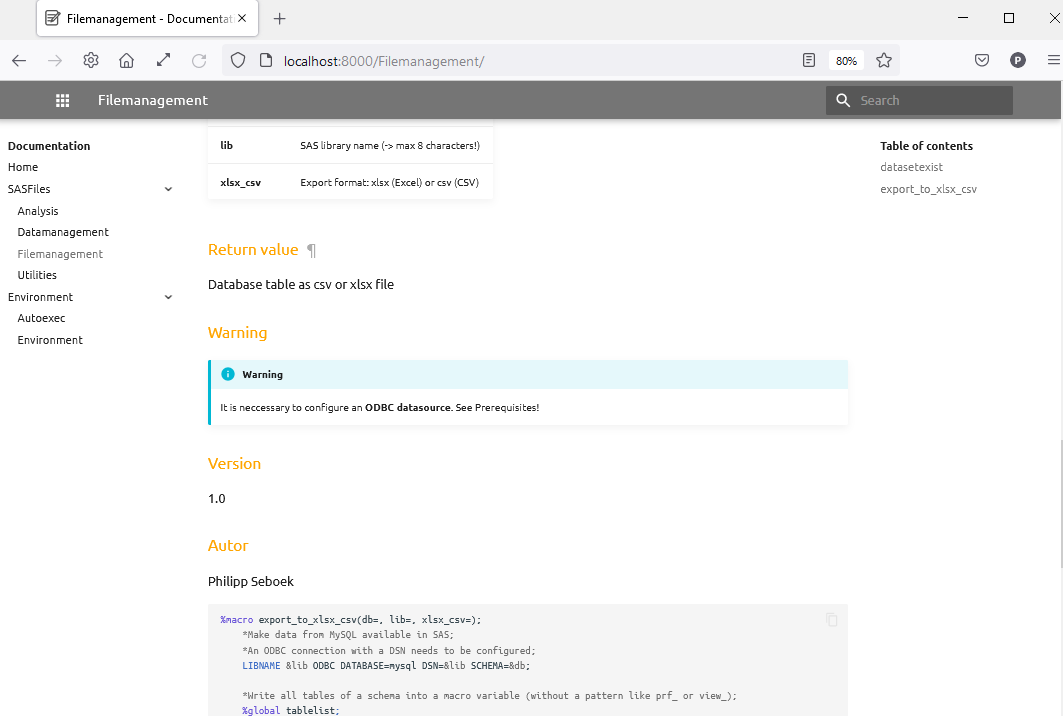 Filemanagement - Documentati
localhost:8000/Filemanagement/
80%
P
Filemanagement
Search
Documentation
Home
SASFiles
Analysis
Datamanagement
Filemanagement
Utilities
Environment
Autoexec
Environment
lib SAS library name (-> max 8 characters!)
xlsx_csv Export format: xlsx (Excel) or csv (CSV)
Return value ¶
Database table as csv or xlsx file
Warning
Warning
It is neccessary to configure an ODBC datasource. See Prerequisites!
Version
1.0
Autor
Philipp Seboek
%macro export_to_xlsx_csv(db=, lib=, xlsx_csv=);
*Make data from MySQL available in SAS;
*An ODBC connection with a DSN needs to be configured;
LIBNAME &lib ODBC DATABASE=mysql DSN=&lib SCHEMA=&db;
*Write all tables of a schema into a macro variable (without a pattern like prf_ or view_);
%global tablelist;
Table of contents
datasetexist
export_to_xlsx_csv